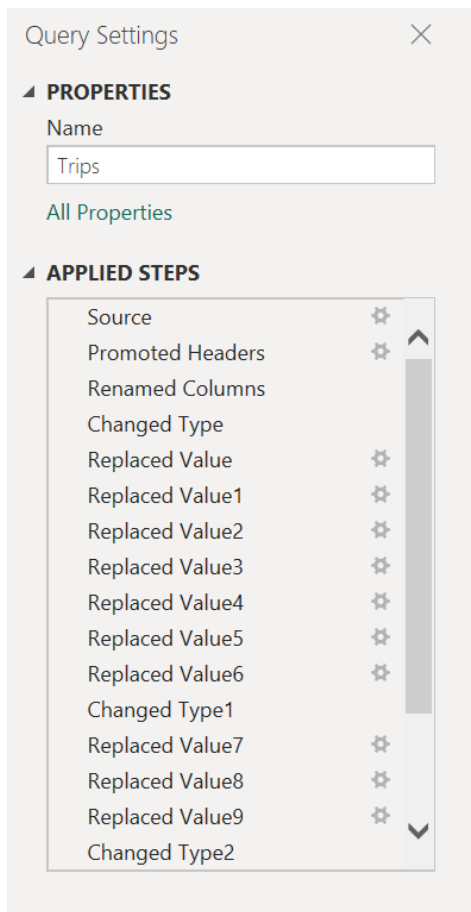 Query Settings
PROPERTIES
Name
Trips
All Properties
APPLIED STEPS
Source
Promoted Headers
Renamed Columns
Changed Type
Replaced Value
Replaced Value1
Replaced Value2
Replaced Value3
Replaced Value4
Replaced Value5
Replaced Value6
Changed Type1
Replaced Value7
Replaced Value8
Replaced Value9
Changed Type2